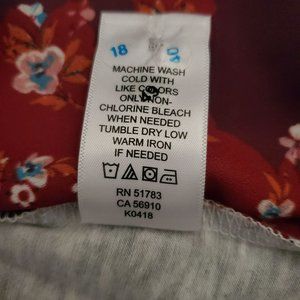 18
MACHINE WASH
COLD WITH
LIKE COLORS
ONLY NON-
CHLORINE BLEACH
WHEN NEEDED
TUMBLE DRY LOW
WARM IRON
IF NEEDED
RN 51783
CA 56910
K0418